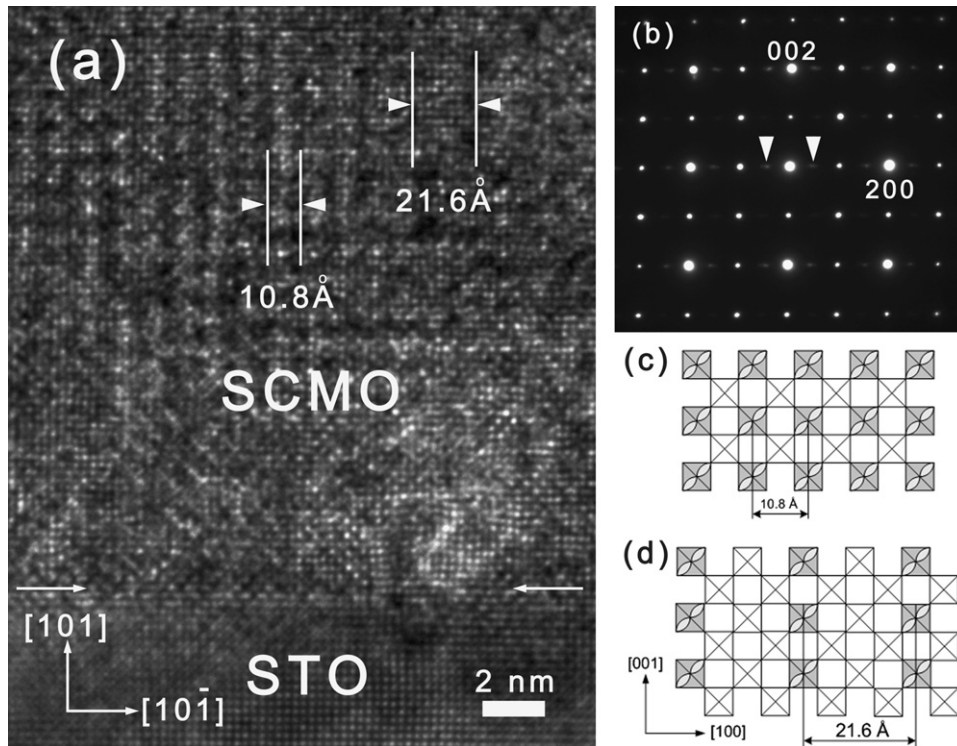 (a)
21.6Å
10.8Å
SCMO
[101]
STO
2 nm
[101̄]
(b)
002
200
(c)
10.8 Å
(d)
[001]
[100]
21.6 Å